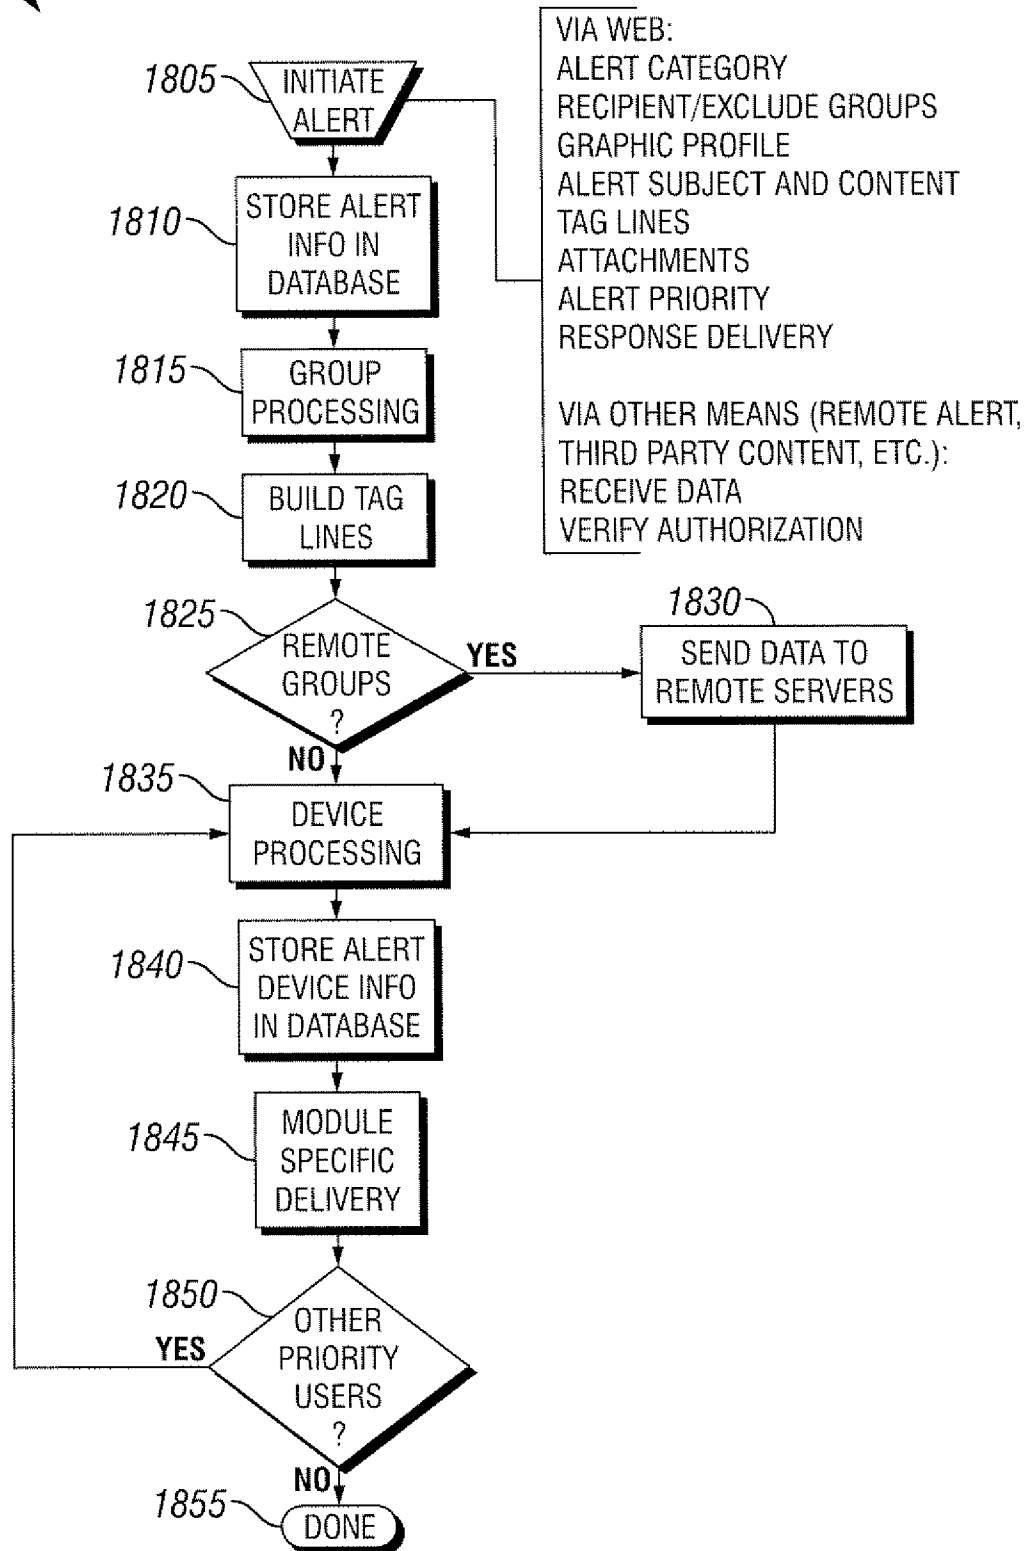 1805
INITIATE
ALERT
VIA WEB:
ALERT CATEGORY
RECIPIENT/EXCLUDE GROUPS
GRAPHIC PROFILE
ALERT SUBJECT AND CONTENT
TAG LINES
ATTACHMENTS
ALERT PRIORITY
RESPONSE DELIVERY
VIA OTHER MEANS (REMOTE ALERT,
THIRD PARTY CONTENT, ETC.):
RECEIVE DATA
VERIFY AUTHORIZATION
1810
STORE ALERT
INFO IN
DATABASE
1815
GROUP
PROCESSING
1820
BUILD TAG
LINES
1825
REMOTE
GROUPS
?
YES
NO
1830
SEND DATA TO
REMOTE SERVERS
1835
DEVICE
PROCESSING
1840
STORE ALERT
DEVICE INFO
IN DATABASE
1845
MODULE
SPECIFIC
DELIVERY
1850
OTHER
PRIORITY
USERS
?
YES
NO
1855
DONE